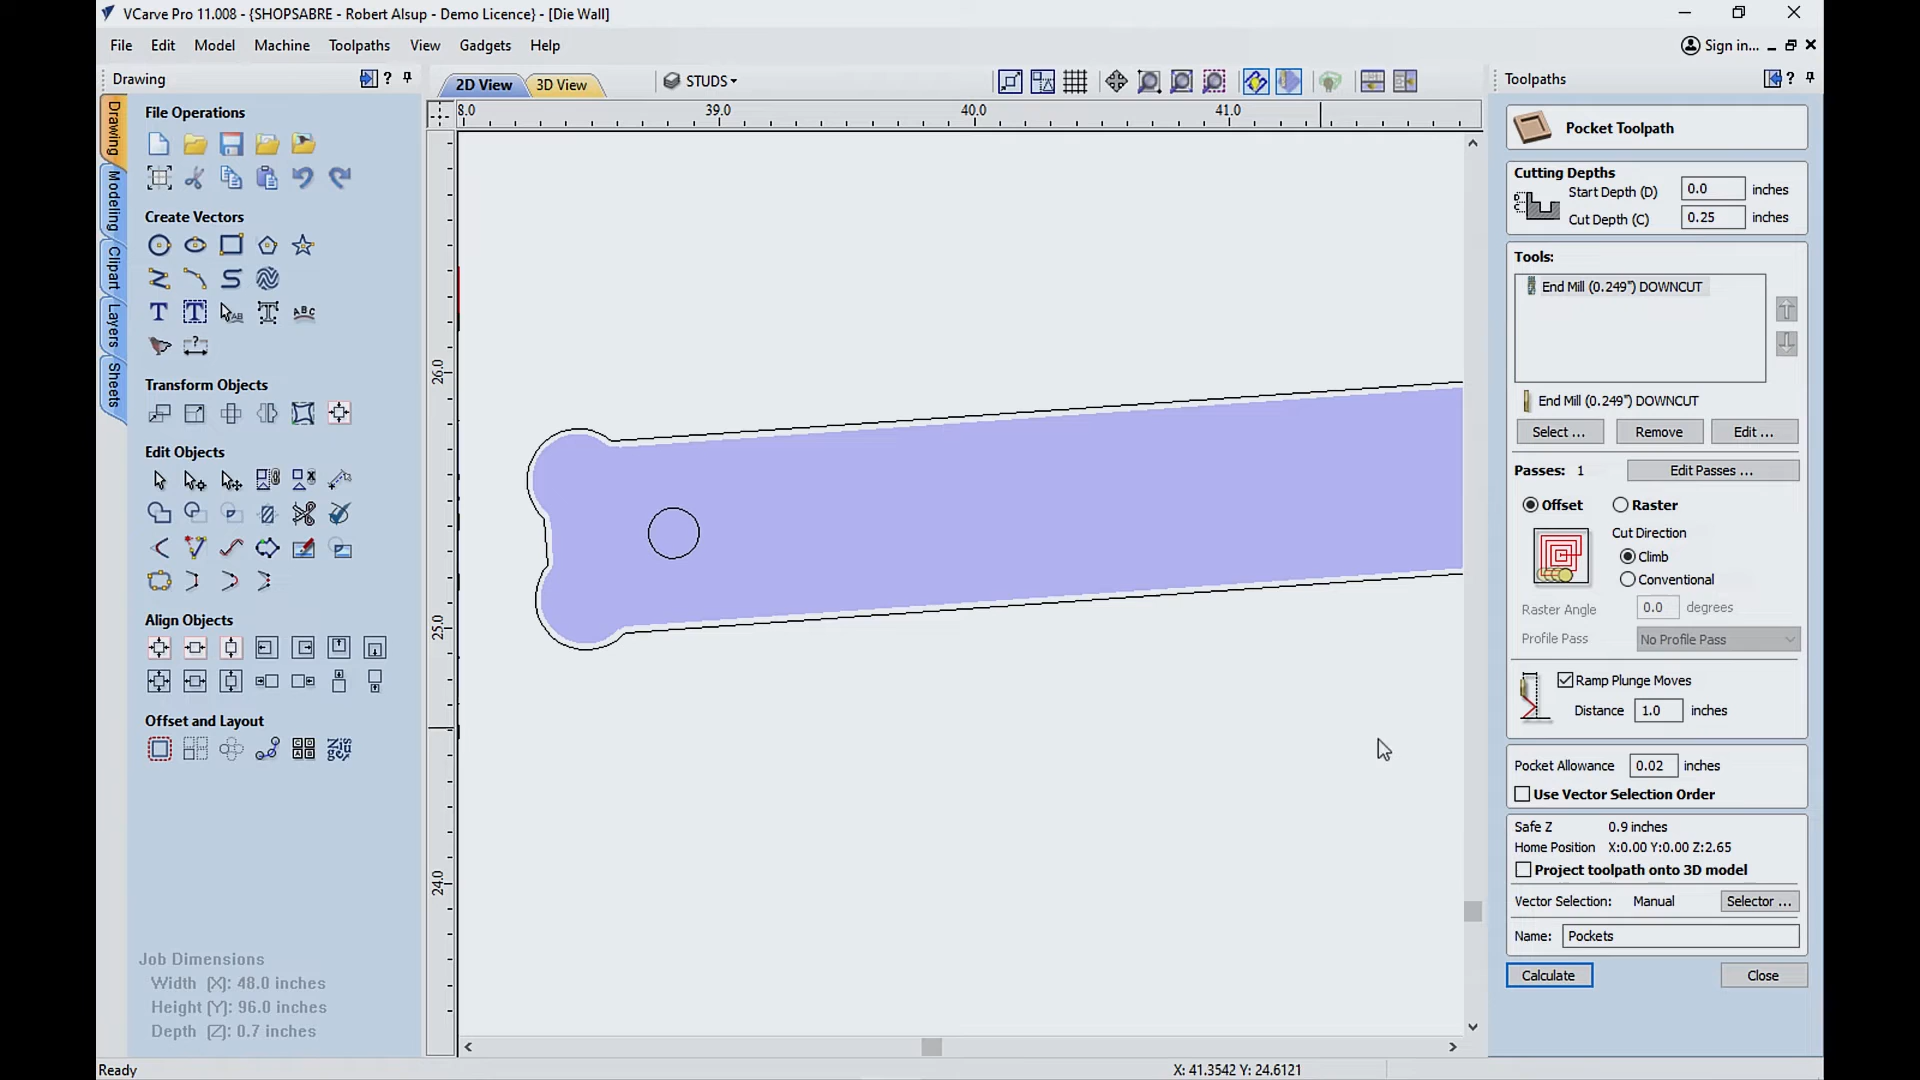 VCarve Pro 11.008 - {SHOPSABRE - Robert Alsup - Demo Licence} - [Die Wall]
File Edit Model Machine Toolpaths View Gadgets Help
Sign in...
Drawing
2D View 3D View STUDS
Toolpaths
Drawing
Modeling
Clipart
Layers
Sheets
File Operations
Create Vectors
Transform Objects
Edit Objects
Align Objects
Offset and Layout
Job Dimensions
Width (X): 48.0 inches
Height (Y): 96.0 inches
Depth (Z): 0.7 inches
8.0 39.0 40.0 41.0
26.0
25.0
24.0
Pocket Toolpath
Cutting Depths
Start Depth (D) 0.0 inches
Cut Depth (C) 0.25 inches
Tools:
End Mill (0.249") DOWNCUT
End Mill (0.249") DOWNCUT
Select ... Remove Edit ...
Passes: 1 Edit Passes ...
Offset Raster
Cut Direction
Climb
Conventional
Raster Angle 0.0 degrees
Profile Pass No Profile Pass
Ramp Plunge Moves
Distance 1.0 inches
Pocket Allowance 0.02 inches
Use Vector Selection Order
Safe Z 0.9 inches
Home Position X:0.00 Y:0.00 Z:2.65
Project toolpath onto 3D model
Vector Selection: Manual Selector ...
Name: Pockets
Calculate Close
Ready
X: 41.3542 Y: 24.6121